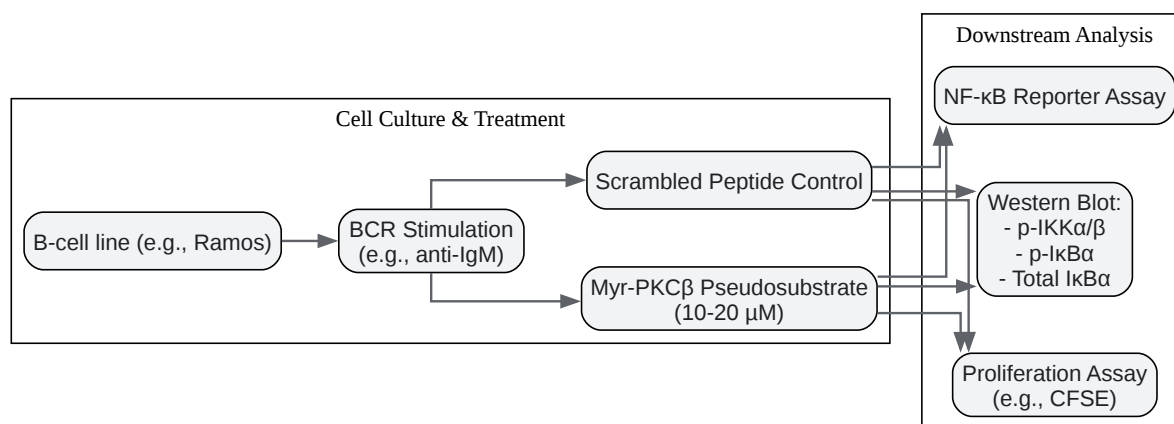 Cell Culture & Treatment
B-cell line (e.g., Ramos)
BCR Stimulation
(e.g., anti-IgM)
Scrambled Peptide Control
Myr-PKCβ Pseudosubstrate
(10-20 µM)
Downstream Analysis
NF-κB Reporter Assay
Western Blot:
- p-IKKα/β
- p-IκBα
- Total IκBα
Proliferation Assay
(e.g., CFSE)